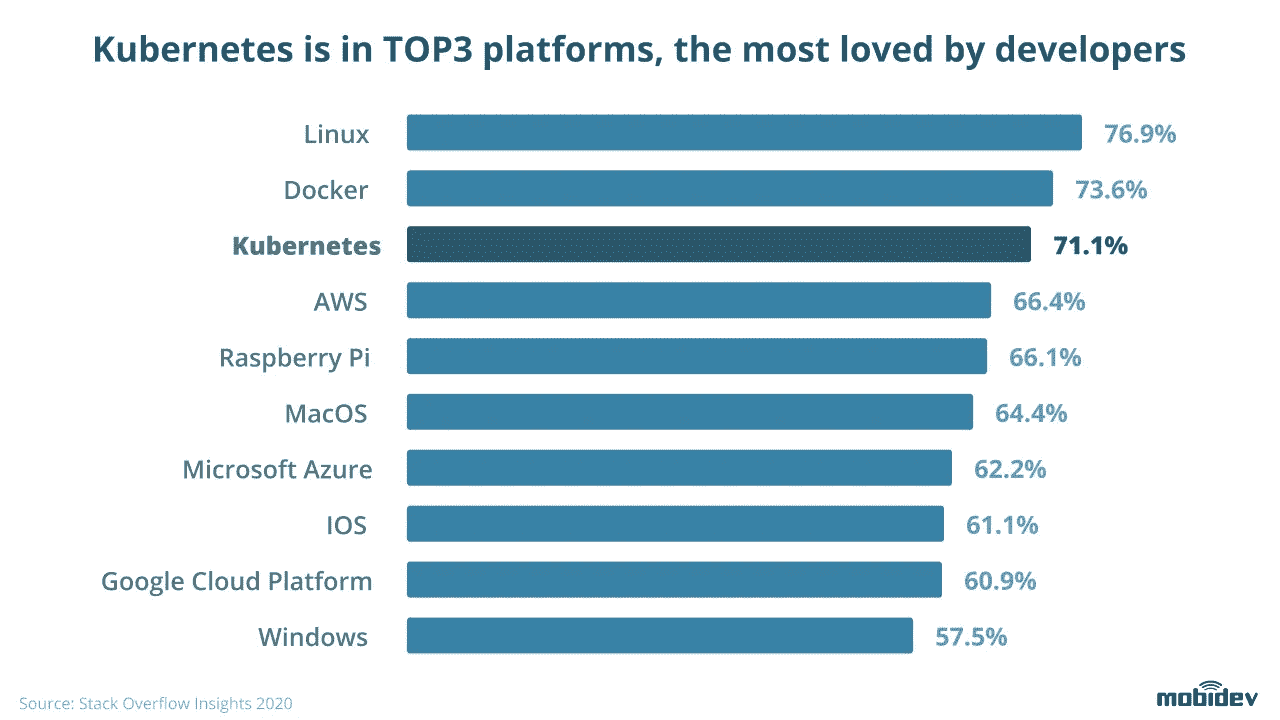 Kubernetes is in TOP3 platforms, the most loved by developers
Linux 76.9%
Docker 73.6%
Kubernetes 71.1%
AWS 66.4%
Raspberry Pi 66.1%
MacOS 64.4%
Microsoft Azure 62.2%
IOS 61.1%
Google Cloud Platform 60.9%
Windows 57.5%
Source: Stack Overflow Insights 2020
mobidev